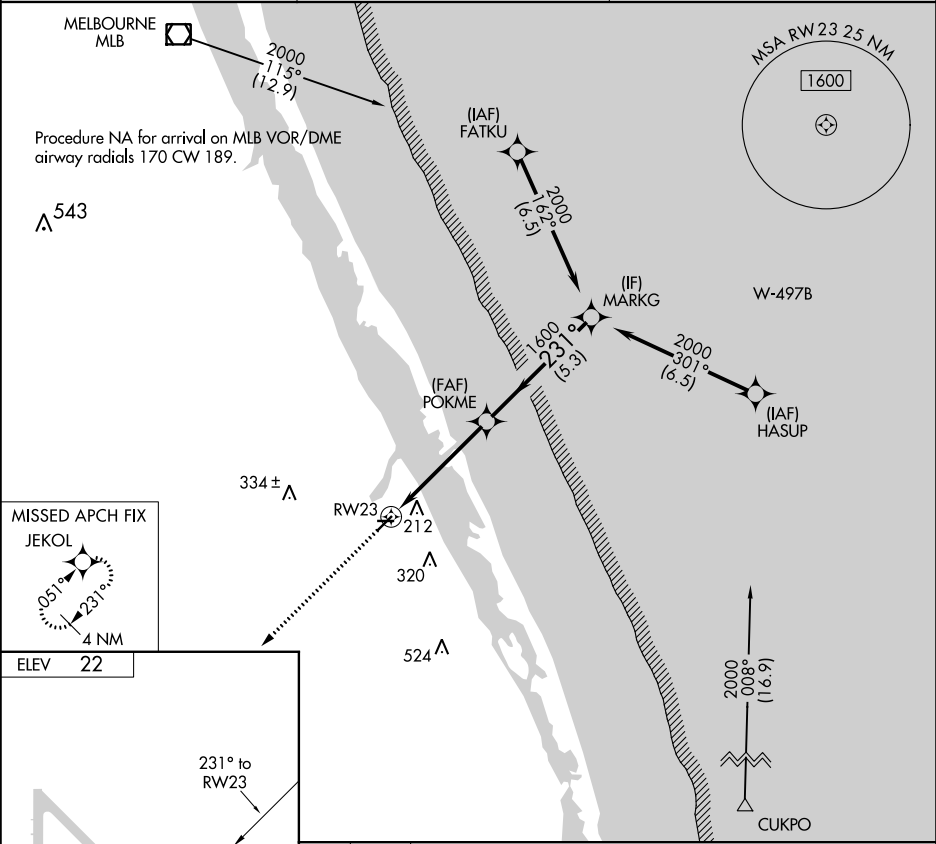 MELBOURNE
MLB
2000
115°
(12.9)
MSA RW 23 25 NM
1600
Procedure NA for arrival on MLB VOR/DME
airway radials 170 CW 189.
(IAF)
FATKU
2000
162°
(6.5)
543
(IF)
MARKG
W-497B
1600
231°
(5.3)
2000
301°
(6.5)
(FAF)
POKME
(IAF)
HASUP
334 ±
RW23
212
MISSED APCH FIX
JEKOL
051°
231°
4 NM
320
524
ELEV 22
2000
008°
(16.9)
231° to
RW23
CUKPO